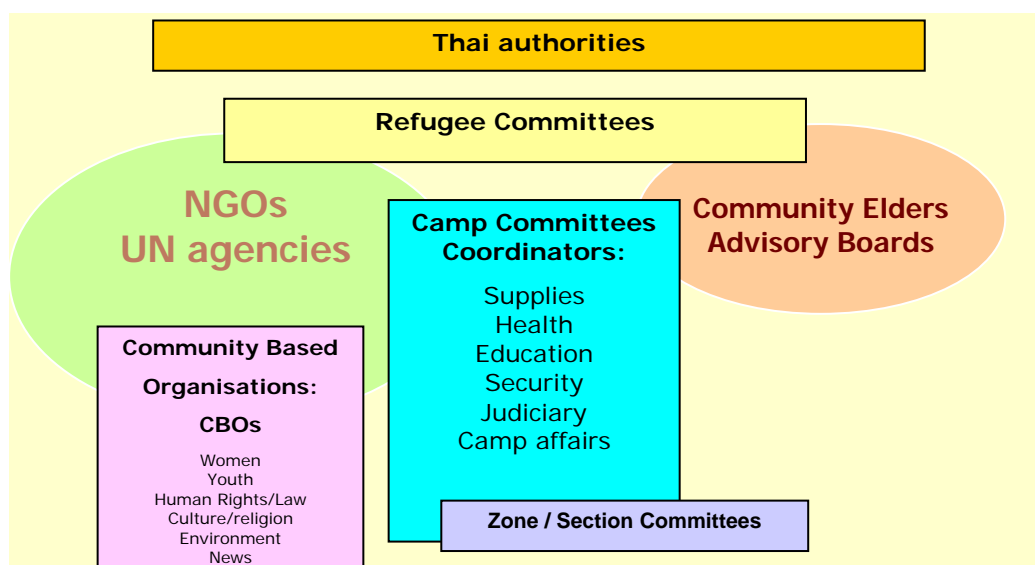 Thai authorities
Refugee Committees
NGOs
UN agencies
Community Elders
Advisory Boards
Camp Committees
Coordinators:
Supplies
Health
Education
Security
Judiciary
Camp affairs
Community Based
Organisations:
CBOs
Women
Youth
Human Rights/Law
Culture/religion
Environment
News
Zone / Section Committees